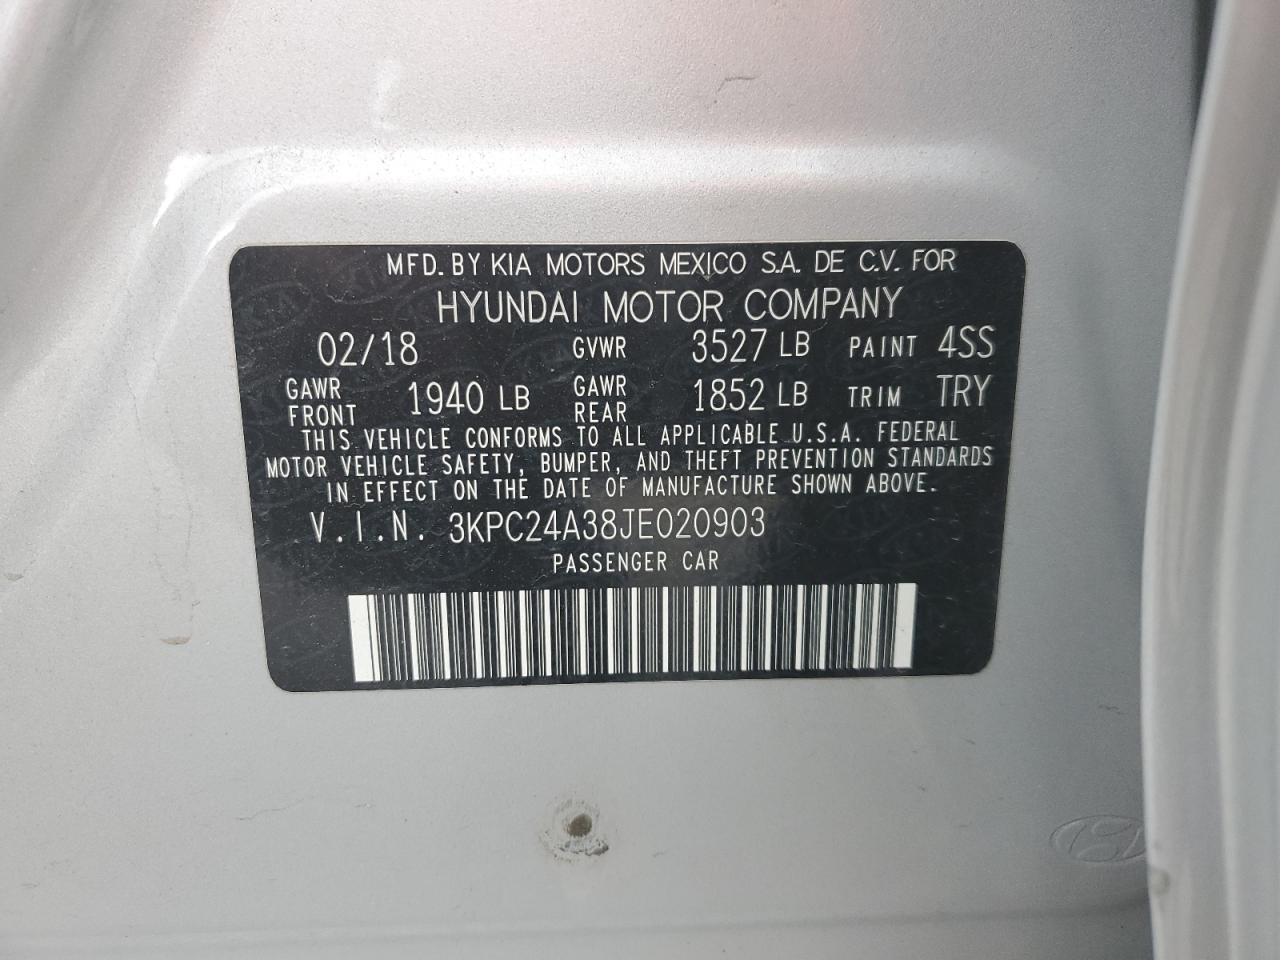 MFD. BY KIA MOTORS MEXICO S.A. DE C.V. FOR
HYUNDAI MOTOR COMPANY
02/18 GVWR 3527 LB PAINT 4SS
GAWR FRONT 1940 LB GAWR REAR 1852 LB TRIM TRY
THIS VEHICLE CONFORMS TO ALL APPLICABLE U.S.A. FEDERAL
MOTOR VEHICLE SAFETY, BUMPER, AND THEFT PREVENTION STANDARDS
IN EFFECT ON THE DATE OF MANUFACTURE SHOWN ABOVE.
V.I.N. 3KPC24A38JE020903
PASSENGER CAR